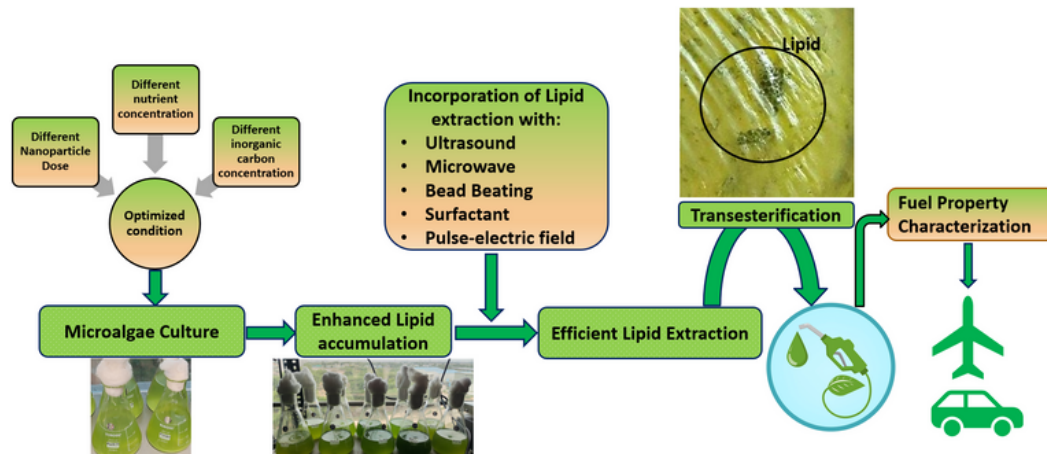 Different
nutrient
concentration
Different
Nanoparticle
Dose
Different
inorganic
carbon
concentration
Optimized
condition
Microalgae Culture
Enhanced Lipid
accumulation
Incorporation of Lipid
extraction with:
• Ultrasound
• Microwave
• Bead Beating
• Surfactant
• Pulse-electric field
Efficient Lipid Extraction
Lipid
Transesterification
Fuel Property
Characterization